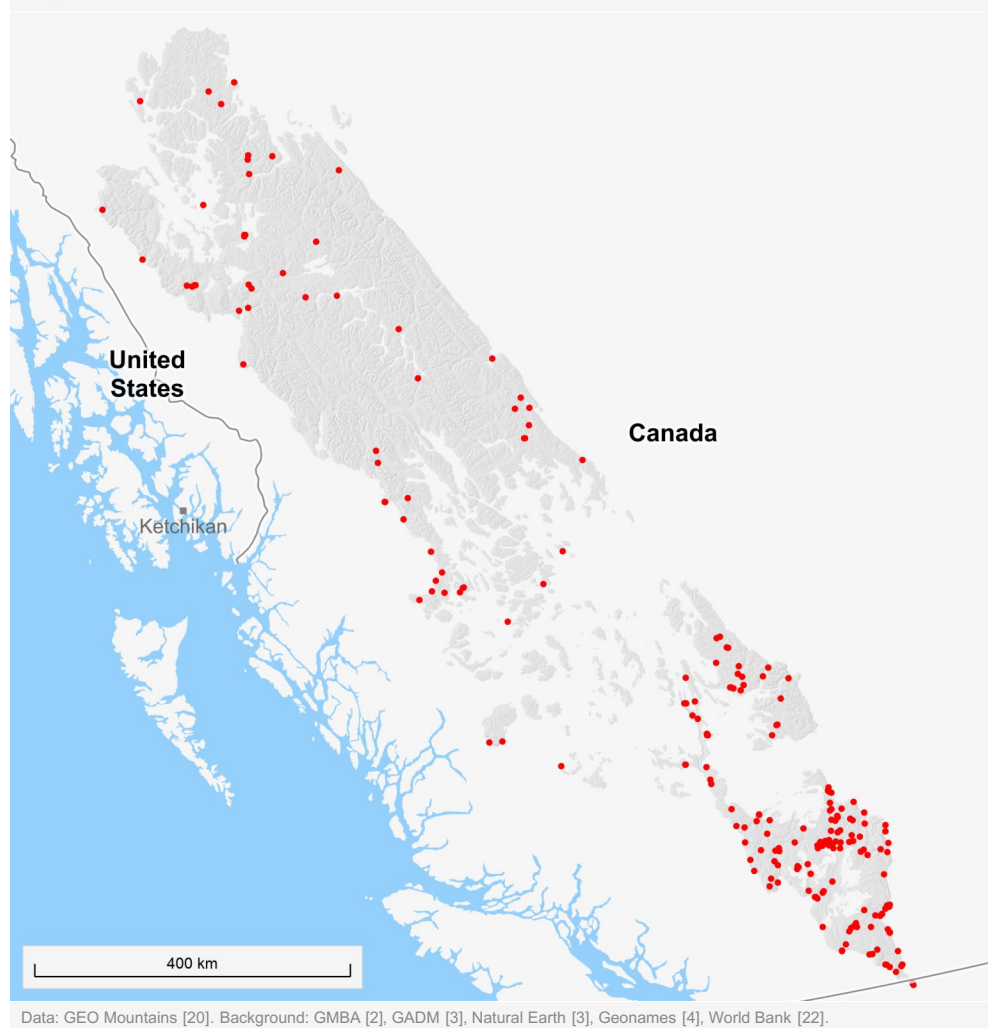 United
States
Canada
Ketchikan
400 km
Data: GEO Mountains [20]. Background: GMBA [2], GADM [3], Natural Earth [3], Geonames [4], World Bank [22].